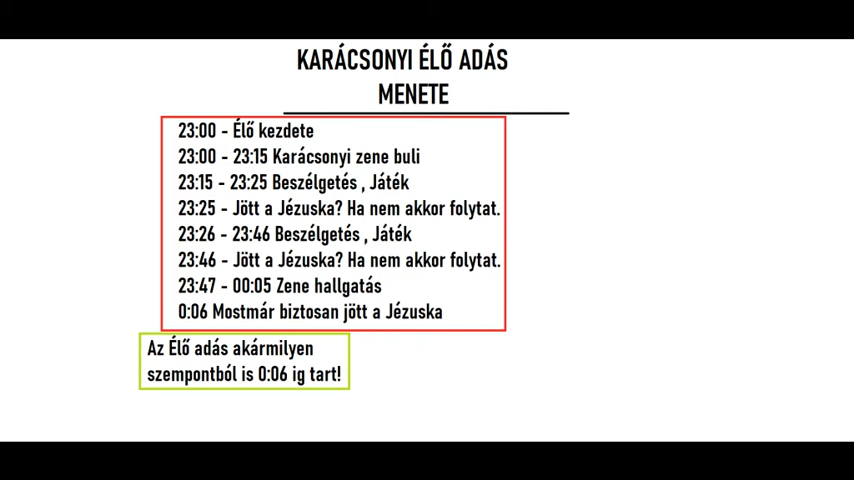 KARÁCSONYI ÉLŐ ADÁS
MENETE
23:00 - Élő kezdete
23:00 - 23:15 Karácsonyi zene buli
23:15 - 23:25 Beszélgetés , Játék
23:25 - Jött a Jézuska? Ha nem akkor folytat.
23:26 - 23:46 Beszélgetés , Játék
23:46 - Jött a Jézuska? Ha nem akkor folytat.
23:47 - 00:05 Zene hallgatás
0:06 Mostmár biztosan jött a Jézuska
Az Élő adás akármilyen
szempontból is 0:06 ig tart!